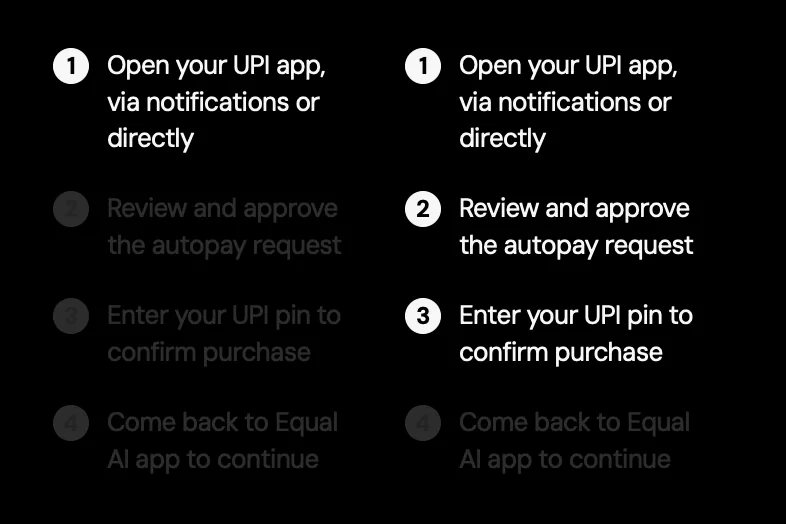 1 Open your UPI app,
via notifications or
directly
2 Review and approve
the autopay request
3 Enter your UPI pin to
confirm purchase
4 Come back to Equal
AI app to continue
1 Open your UPI app,
via notifications or
directly
2 Review and approve
the autopay request
3 Enter your UPI pin to
confirm purchase
4 Come back to Equal
AI app to continue